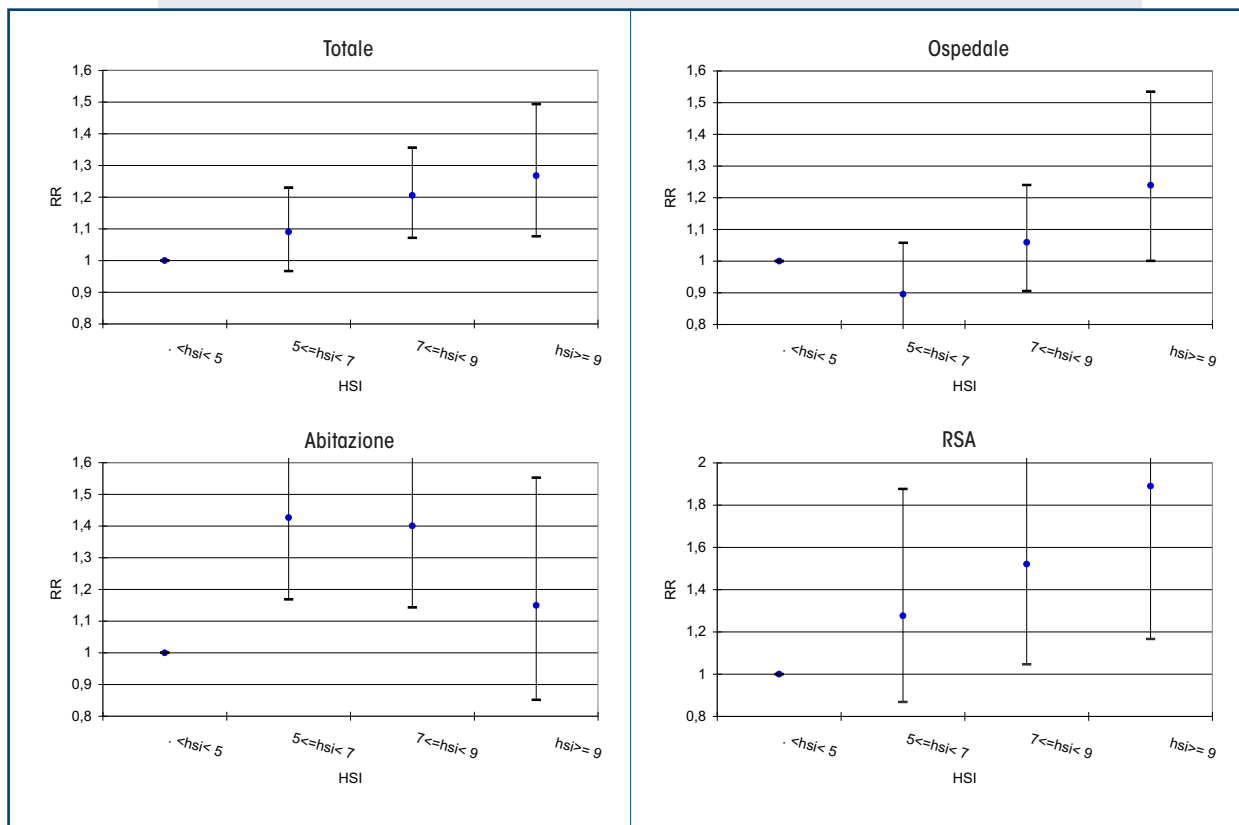 Totale
1,6
1,5
1,4
1,3
1,2
1,1
1
0,9
0,8
RR
. <hsi< 5
5<=hsi< 7
7<=hsi< 9
hsi>= 9
HSI
Ospedale
1,6
1,5
1,4
1,3
1,2
1,1
1
0,9
0,8
RR
. <hsi< 5
5<=hsi< 7
7<=hsi< 9
hsi>= 9
HSI
Abitazione
1,6
1,5
1,4
1,3
1,2
1,1
1
0,9
0,8
RR
. <hsi< 5
5<=hsi< 7
7<=hsi< 9
hsi>= 9
HSI
RSA
2
1,8
1,6
1,4
1,2
1
0,8
RR
. <hsi< 5
5<=hsi< 7
7<=hsi< 9
hsi>= 9
HSI